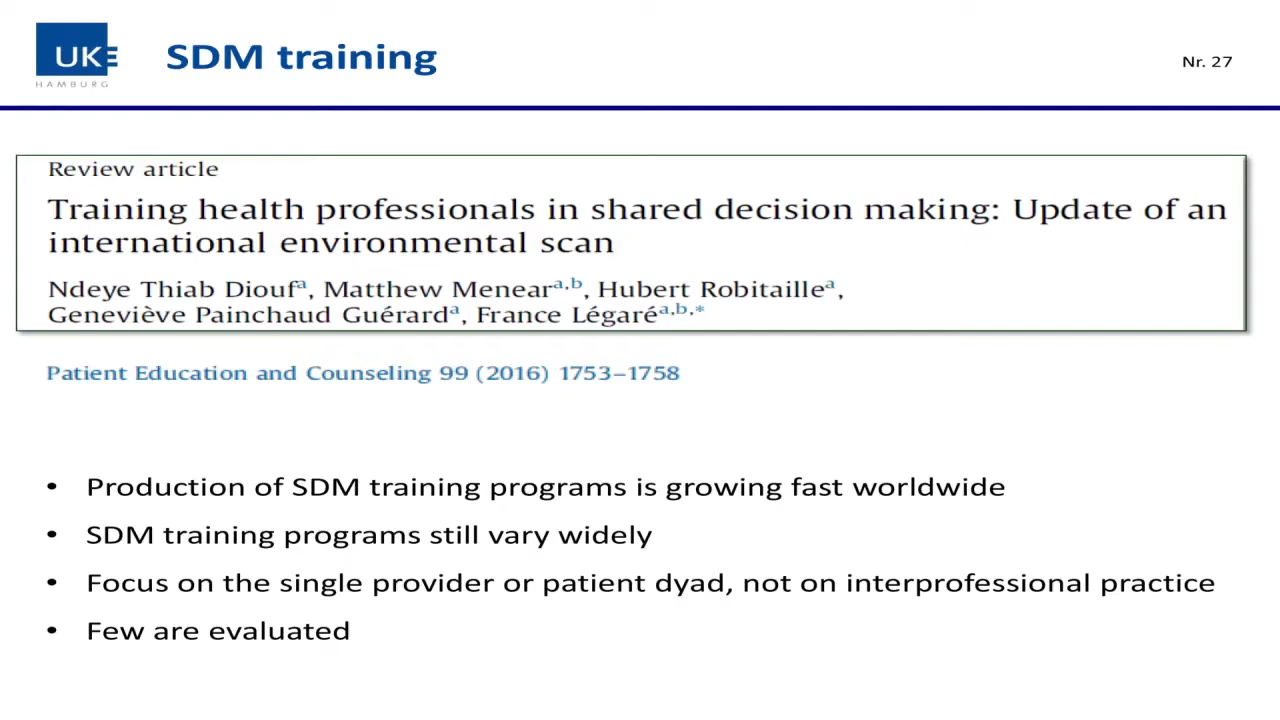 UKE
HAMBURG
SDM training
Nr. 27
Review article
Training health professionals in shared decision making: Update of an
international environmental scan
Ndeye Thiab Dioufᵃ, Matthew Menearᵃ,ᵇ, Hubert Robitailleᵃ,
Geneviève Painchaud Guérardᵃ, France Légaréᵃ,ᵇ,*
Patient Education and Counseling 99 (2016) 1753–1758
• Production of SDM training programs is growing fast worldwide
• SDM training programs still vary widely
• Focus on the single provider or patient dyad, not on interprofessional practice
• Few are evaluated